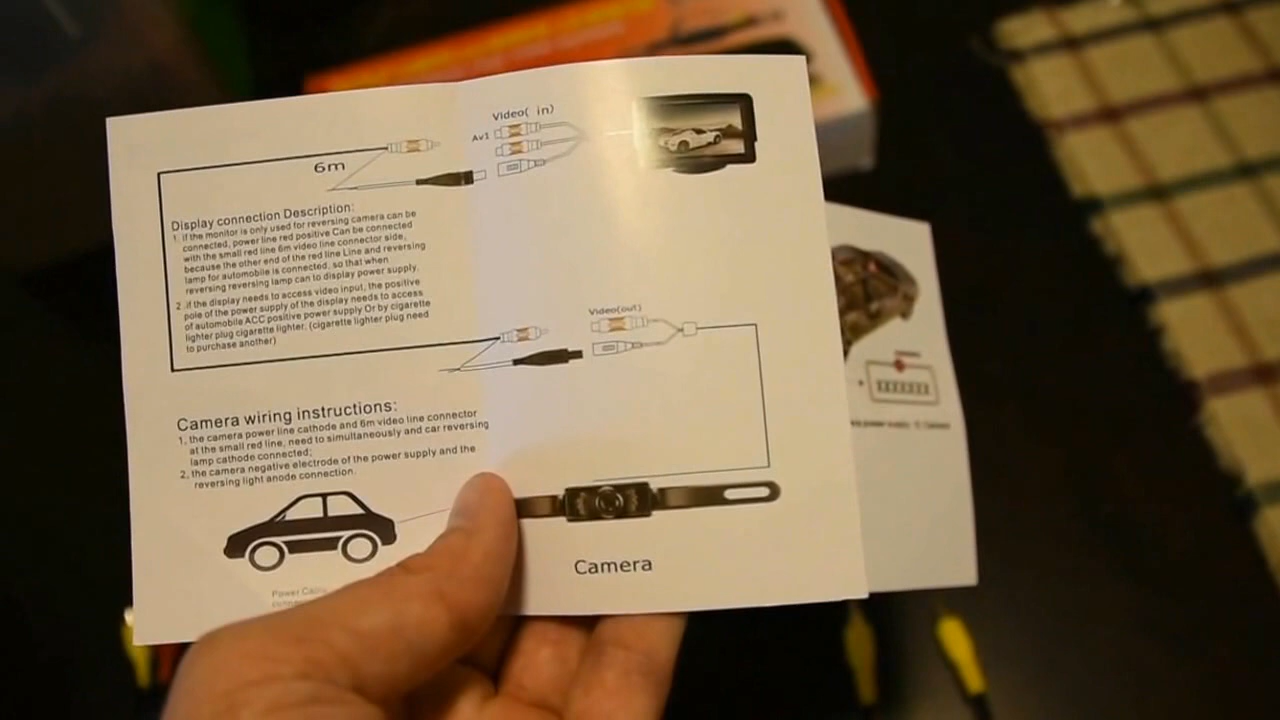 Video( in)
Av1
6m
Display connection Description:
1. if the monitor is only used for reversing camera can be
connected, power line red positive Can be connected
with the small red line 6m video line connector side,
because the other end of the red line Line and reversing
lamp for automobile is connected, so that when
reversing reversing lamp can to display power supply.
2. if the display needs to access video input, the positive
pole of the power supply of the display needs to access
of automobile ACC positive power supply Or by cigarette
lighter plug cigarette lighter. (cigarette lighter plug need
to purchase another)
Video(out)
Camera wiring instructions:
1, the camera power line cathode and 6m video line connector
at the small red line, need to simultaneously and car reversing
lamp cathode connected;
2, the camera negative electrode of the power supply and the
reversing light anode connection.
Camera
Power Cable